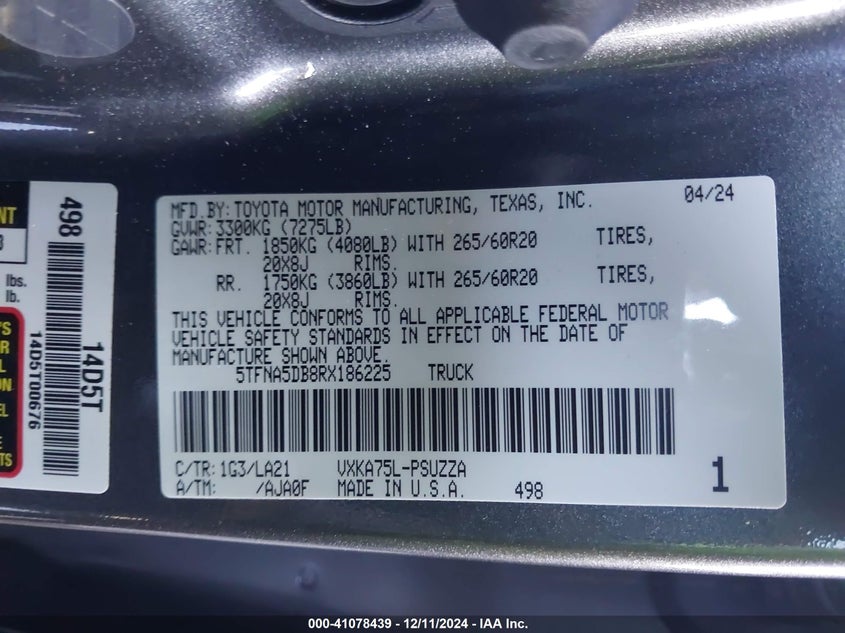 MFD.BY:TOYOTA MOTOR MANUFACTURING, TEXAS, INC. 04/24
GVWR:3300KG (7275LB)
GAWR:FRT. 1850KG (4080LB) WITH 265/60R20 TIRES,
20X8J RIMS.
RR. 1750KG (3860LB) WITH 265/60R20 TIRES,
20X8J RIMS.
THIS VEHICLE CONFORMS TO ALL APPLICABLE FEDERAL MOTOR
VEHICLE SAFETY STANDARDS IN EFFECT ON THE DATE OF
MANUFACTURE SHOWN ABOVE.
5TFNA5DB8RX186225 TRUCK
C/TR:1G3/LA21 VXKA75L-PSUZZA
A/TM: /AJA0F MADE IN U.S.A. 498 1
498
14D5T
14D5T00676
lbs.
lb.
000-41078439 - 12/11/2024 - IAA Inc.